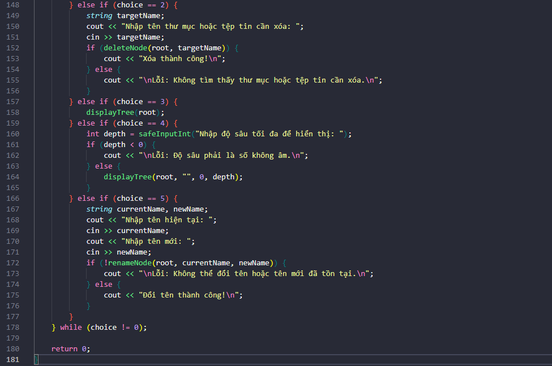 148 } else if (choice == 2) {
149 string targetName;
150 cout << "Nhập tên thư mục hoặc tệp tin cần xóa: ";
151 cin >> targetName;
152 if (deleteNode(root, targetName)) {
153 cout << "Xóa thành công!\n";
154 } else {
155 cout << "\nLỗi: Không tìm thấy thư mục hoặc tệp tin cần xóa.\n";
156 }
157 } else if (choice == 3) {
158 displayTree(root);
159 } else if (choice == 4) {
160 int depth = safeInputInt("Nhập độ sâu tối đa để hiển thị: ");
161 if (depth < 0) {
162 cout << "\nLỗi: Độ sâu phải là số không âm.\n";
163 } else {
164 displayTree(root, "", 0, depth);
165 }
166 } else if (choice == 5) {
167 string currentName, newName;
168 cout << "Nhập tên hiện tại: ";
169 cin >> currentName;
170 cout << "Nhập tên mới: ";
171 cin >> newName;
172 if (!renameNode(root, currentName, newName)) {
173 cout << "\nLỗi: Không thể đổi tên hoặc tên mới đã tồn tại.\n";
174 } else {
175 cout << "Đổi tên thành công!\n";
176 }
177 }
178 } while (choice != 0);
179
180 return 0;
181 }